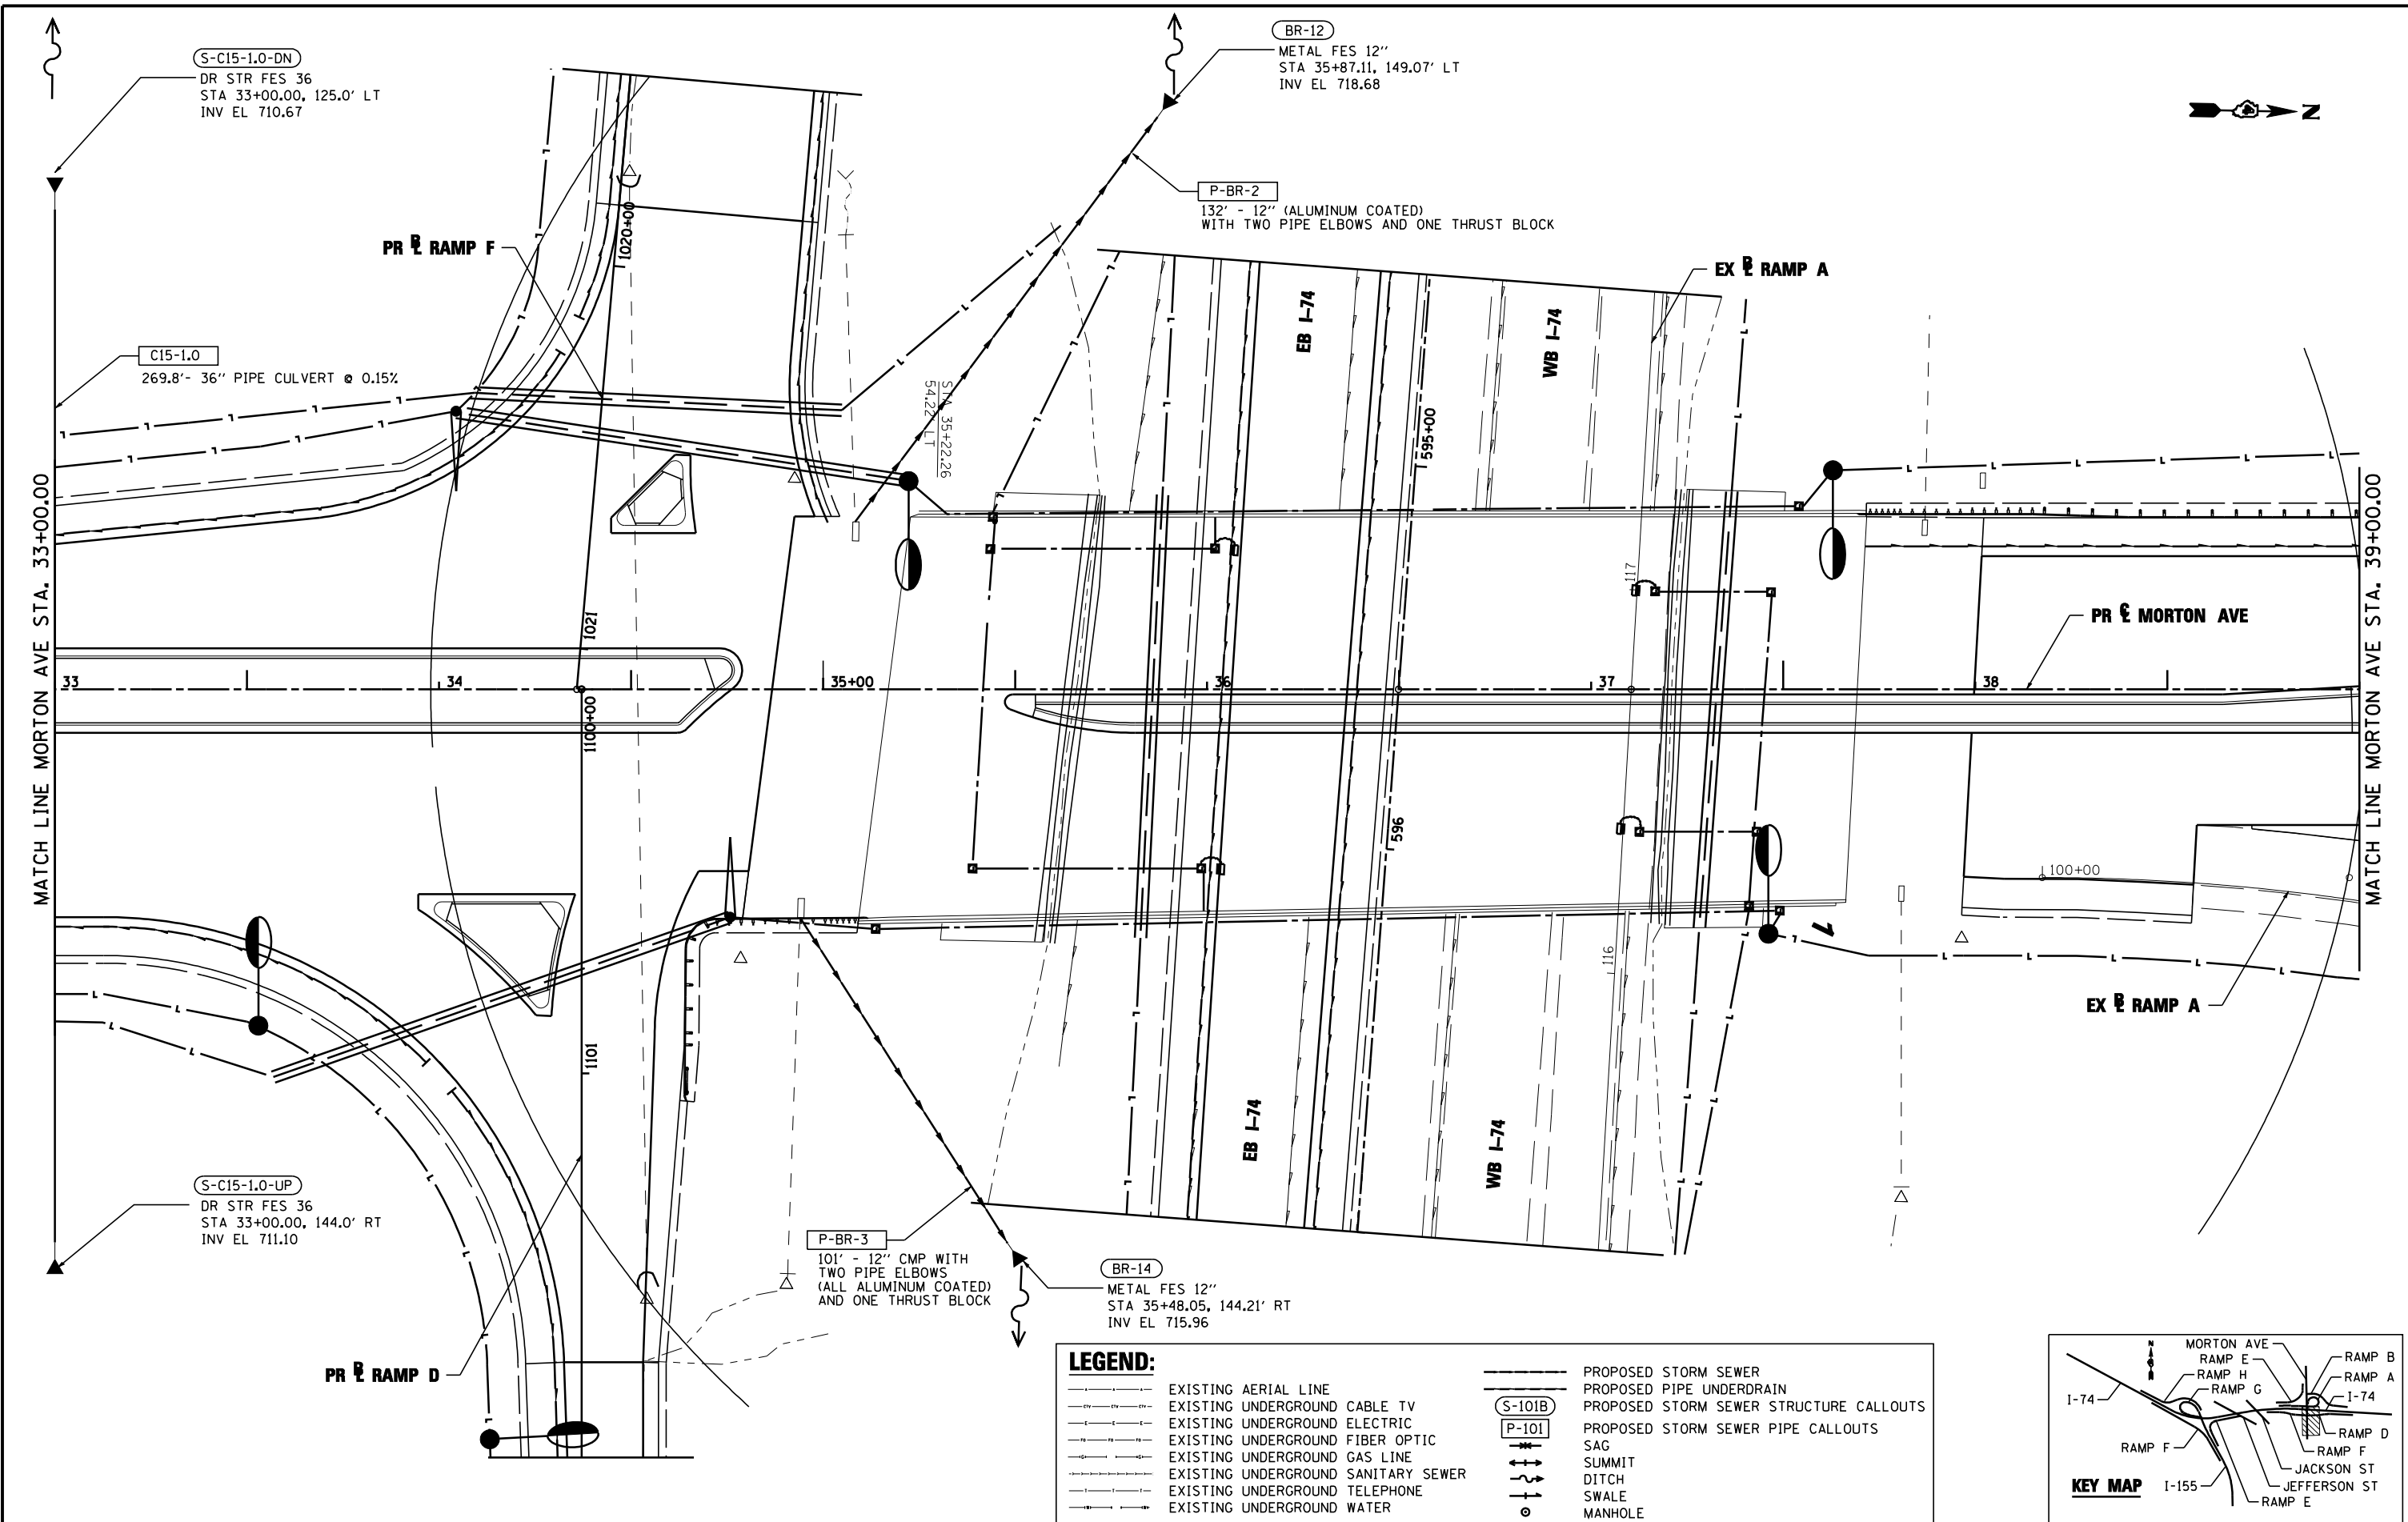 S-C15-1.0-DN
DR STR FES 36
STA 33+00.00, 125.0' LT
INV EL 710.67
BR-12
METAL FES 12''
STA 35+87.11, 149.07' LT
INV EL 718.68
N
P-BR-2
132' - 12'' (ALUMINUM COATED)
WITH TWO PIPE ELBOWS AND ONE THRUST BLOCK
1020+00
PR BL RAMP F
EX BL RAMP A
EB I-74
WB I-74
C15-1.0
269.8'- 36'' PIPE CULVERT @ 0.15%
STA 35+22.26
54.22' LT
595+00
MATCH LINE MORTON AVE STA. 33+00.00
MATCH LINE MORTON AVE STA. 39+00.00
117
1021
PR CL MORTON AVE
33
34
35+00
36
37
38
1100+00
596
100+00
116
EX BL RAMP A
1101
EB I-74
WB I-74
S-C15-1.0-UP
DR STR FES 36
STA 33+00.00, 144.0' RT
INV EL 711.10
P-BR-3
101' - 12'' CMP WITH
TWO PIPE ELBOWS
(ALL ALUMINUM COATED)
AND ONE THRUST BLOCK
BR-14
METAL FES 12''
STA 35+48.05, 144.21' RT
INV EL 715.96
PR BL RAMP D
LEGEND:
EXISTING AERIAL LINE
EXISTING UNDERGROUND CABLE TV
EXISTING UNDERGROUND ELECTRIC
EXISTING UNDERGROUND FIBER OPTIC
EXISTING UNDERGROUND GAS LINE
EXISTING UNDERGROUND SANITARY SEWER
EXISTING UNDERGROUND TELEPHONE
EXISTING UNDERGROUND WATER
PROPOSED STORM SEWER
PROPOSED PIPE UNDERDRAIN
S-101B PROPOSED STORM SEWER STRUCTURE CALLOUTS
P-101 PROPOSED STORM SEWER PIPE CALLOUTS
SAG
SUMMIT
DITCH
SWALE
MANHOLE
N
MORTON AVE
RAMP E
RAMP H
RAMP G
I-74
RAMP B
RAMP A
I-74
RAMP D
RAMP F
RAMP F
JACKSON ST
JEFFERSON ST
I-155
RAMP E
KEY MAP